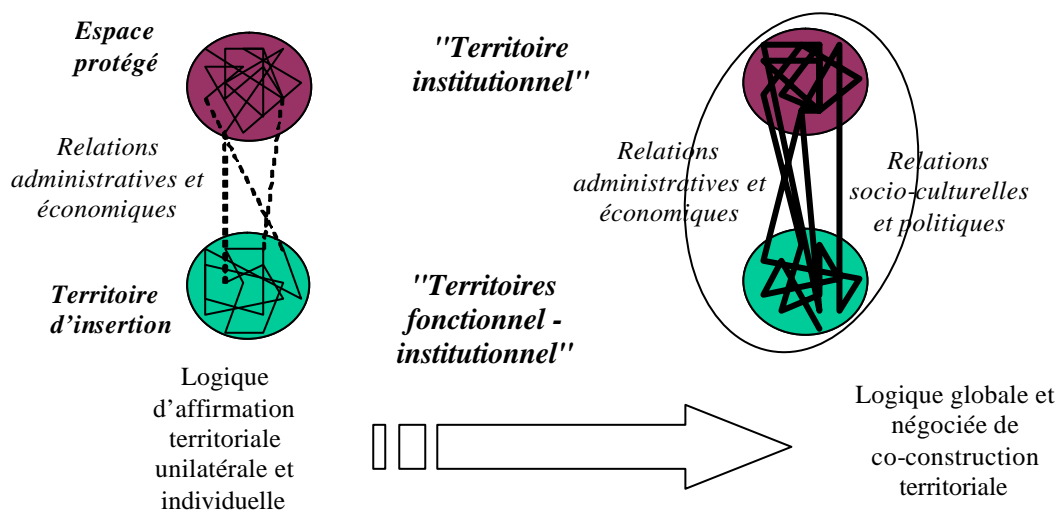 Espace
protégé
"Territoire
institutionnel"
Relations
administratives et
économiques
Relations
administratives et
économiques
Relations
socio-culturelles
et politiques
Territoire
d’insertion
"Territoires
fonctionnel -
institutionnel"
Logique
d’affirmation
territoriale
unilatérale et
individuelle
Logique globale et
négociée de
co-construction
territoriale